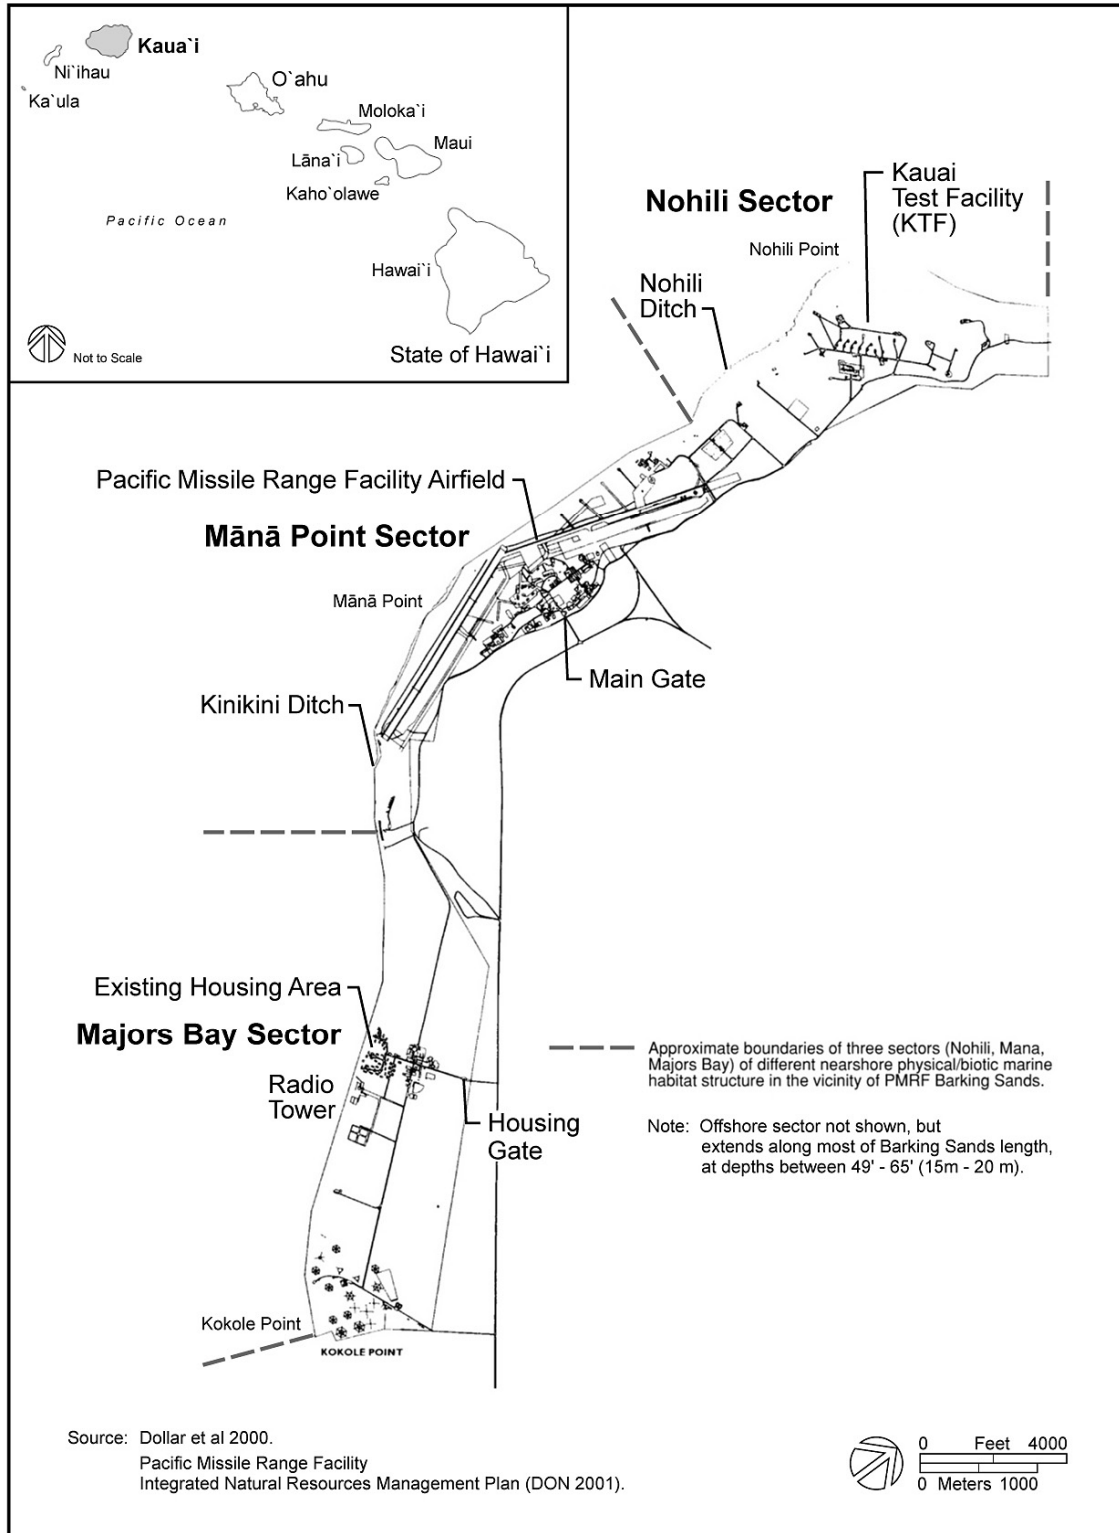 Kaua`i
Ni`ihau
Ka`ula
O`ahu
Moloka`i
Maui
Lāna`i
Kaho`olawe
Pacific Ocean
Hawai`i
Not to Scale
State of Hawai`i
Nohili Sector
Kauai
Test Facility
(KTF)
Nohili Point
Nohili
Ditch
Pacific Missile Range Facility Airfield
Mānā Point Sector
Mānā Point
Main Gate
Kinikini Ditch
Existing Housing Area
Majors Bay Sector
Radio
Tower
Housing
Gate
Approximate boundaries of three sectors (Nohili, Mana,
Majors Bay) of different nearshore physical/biotic marine
habitat structure in the vicinity of PMRF Barking Sands.
Note: Offshore sector not shown, but
extends along most of Barking Sands length,
at depths between 49' - 65' (15m - 20 m).
Kokole Point
KOKOLE POINT
Source: Dollar et al 2000.
Pacific Missile Range Facility
Integrated Natural Resources Management Plan (DON 2001).
0 Feet 4000
0 Meters 1000